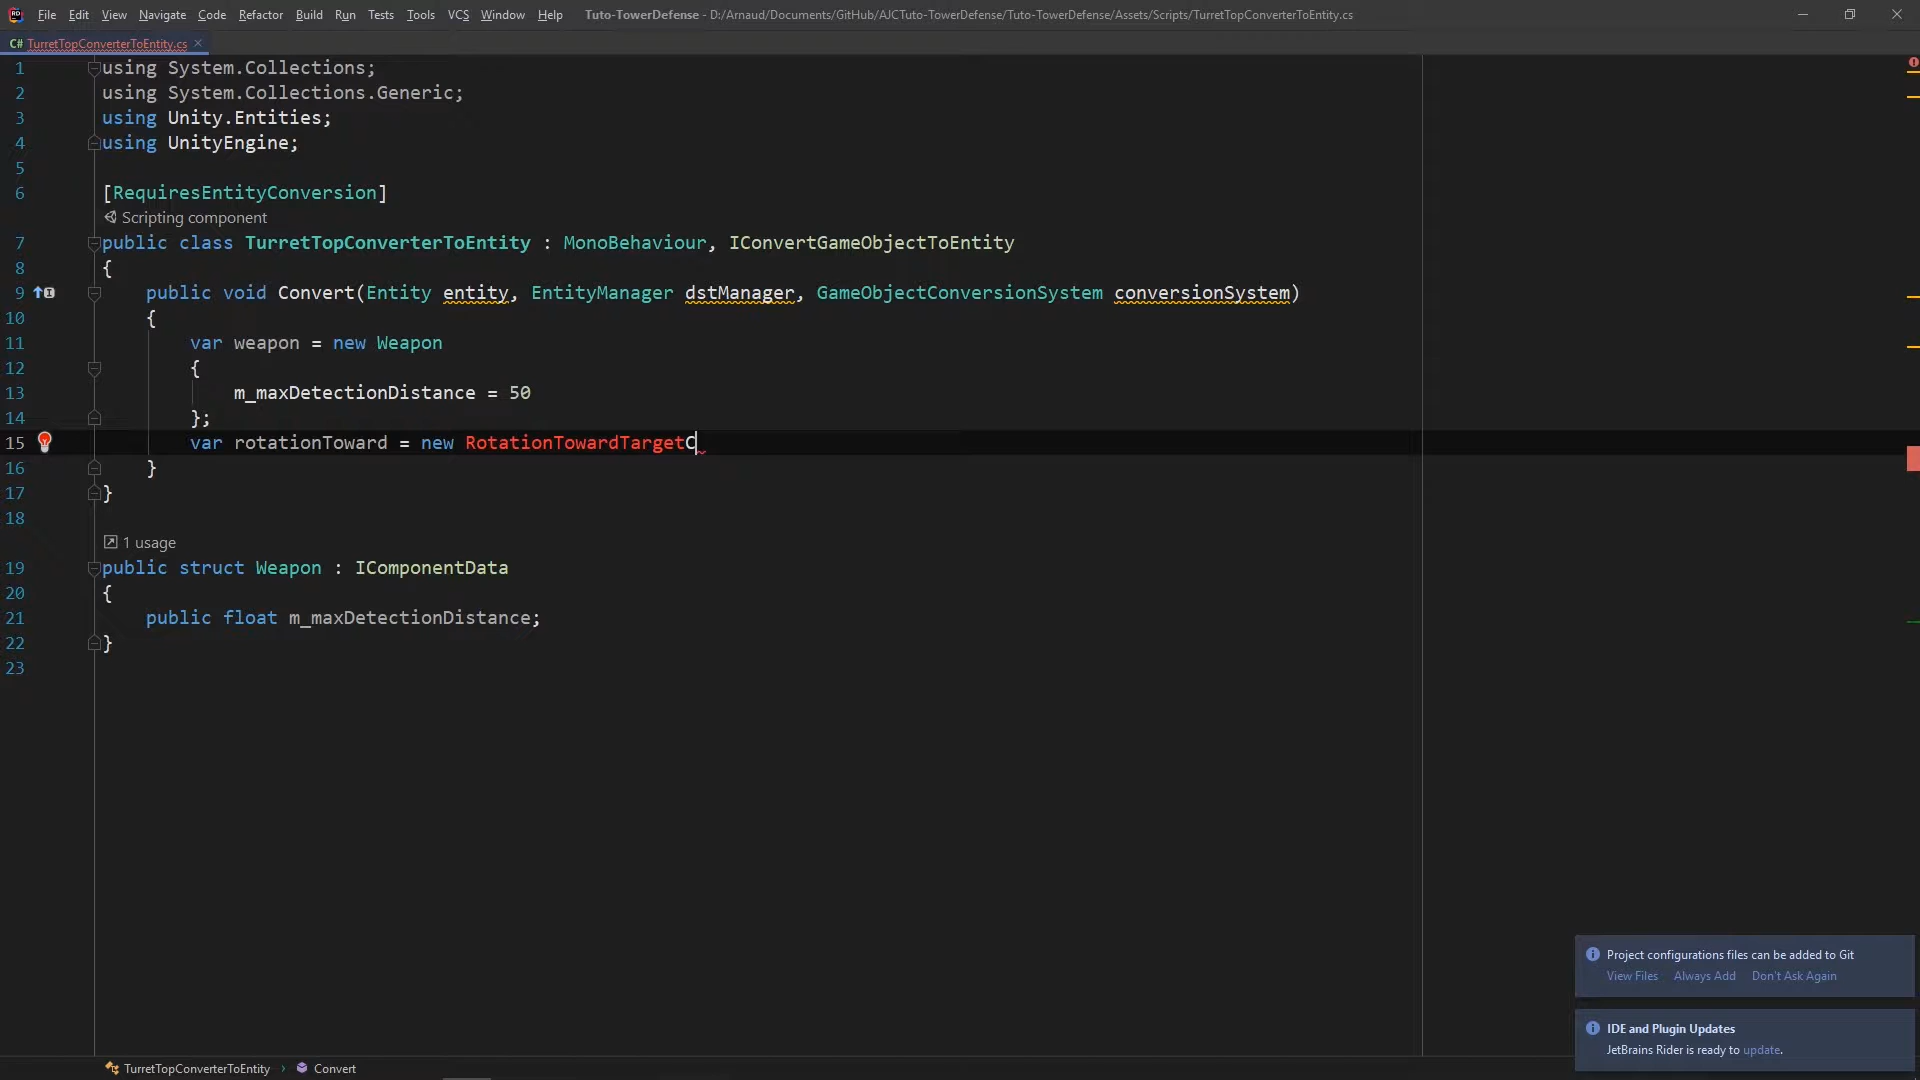 File Edit View Navigate Code Refactor Build Run Tests Tools VCS Window Help Tuto-TowerDefense - D:/Arnaud/Documents/GitHub/AJCTuto-TowerDefense/Tuto-TowerDefense/Assets/Scripts/TurretTopConverterToEntity.cs
C# TurretTopConverterToEntity.cs
1 using System.Collections;
2 using System.Collections.Generic;
3 using Unity.Entities;
4 using UnityEngine;
5
6 [RequiresEntityConversion]
Scripting component
7 public class TurretTopConverterToEntity : MonoBehaviour, IConvertGameObjectToEntity
8 {
9 public void Convert(Entity entity, EntityManager dstManager, GameObjectConversionSystem conversionSystem)
10 {
11 var weapon = new Weapon
12 {
13 m_maxDetectionDistance = 50
14 };
15 var rotationToward = new RotationTowardTargetC
16 }
17 }
18
1 usage
19 public struct Weapon : IComponentData
20 {
21 public float m_maxDetectionDistance;
22 }
23
Project configurations files can be added to Git
View Files Always Add Don't Ask Again
IDE and Plugin Updates
JetBrains Rider is ready to update.
TurretTopConverterToEntity › Convert